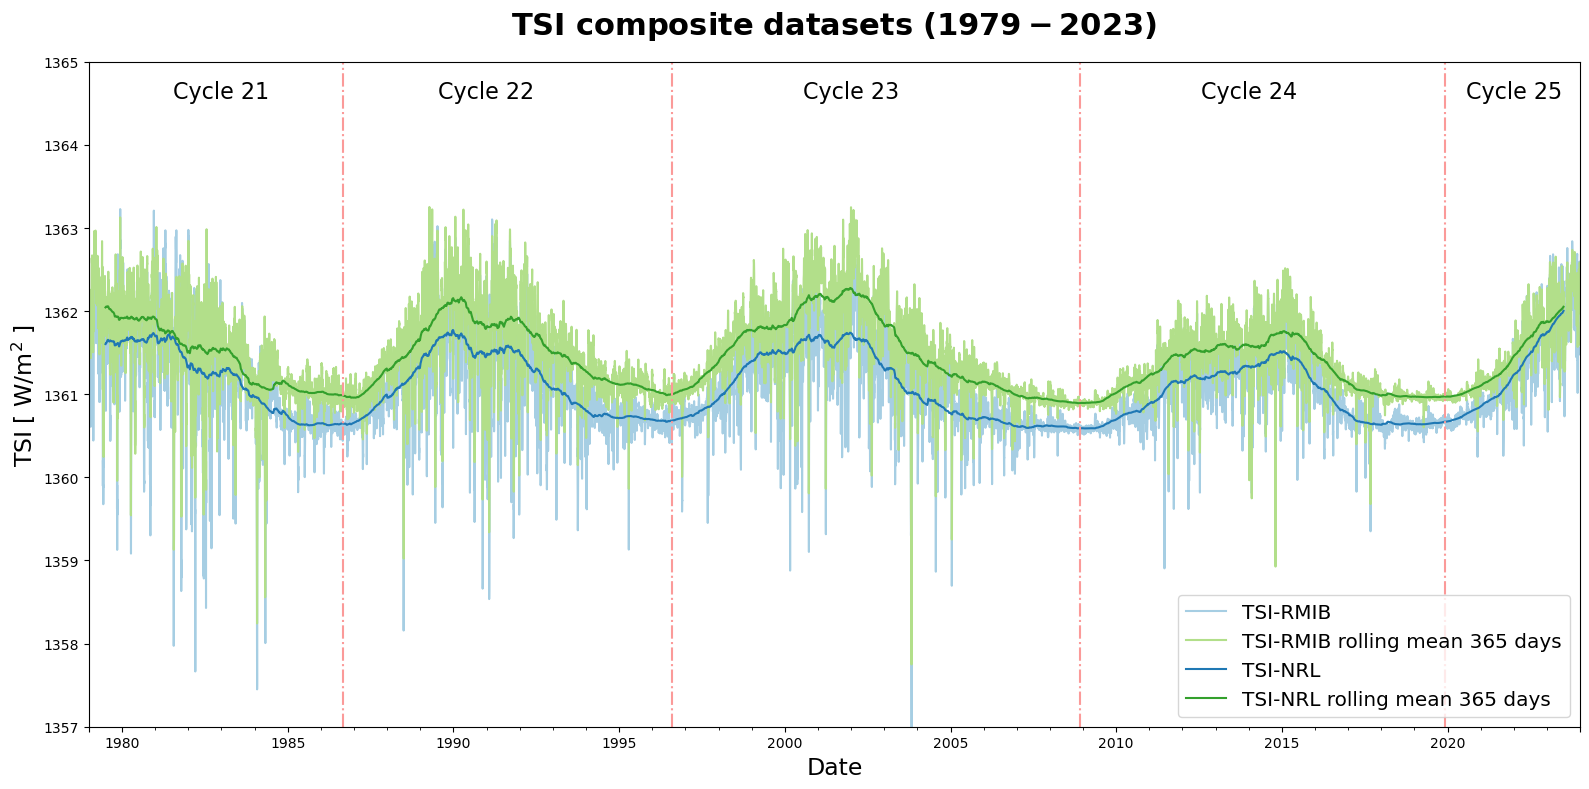 TSI composite datasets (1979 − 2023)
Cycle 21
Cycle 22
Cycle 23
Cycle 24
Cycle 25
1365
1364
1363
1362
1361
1360
1359
1358
1357
TSI [ W/m² ]
TSI-RMIB
TSI-RMIB rolling mean 365 days
TSI-NRL
TSI-NRL rolling mean 365 days
1980
1985
1990
1995
2000
2005
2010
2015
2020
Date